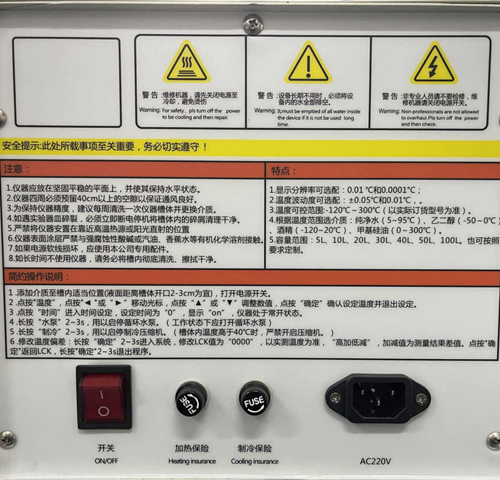 警告:维修机器,请先关闭电源至
冷却,避免烫伤
Warning: For safety, pls turn off the power
to be cooling and then repair.
警告:设备长期不用时,必须将设
备内的水全部排空。
Warning:It,must be emptied of all water inside
the device if it is not be used long
time.
警告:非专业人员请不要检修,维
修机器请关闭电源开关。
Warning:Non-professionals are not allowed
to overhaul.Pls turn off the power
and then check.
安全提示:此处所载事项至关重要,务必切实遵守!
注意:
1.仪器应放在坚固平稳的平面上,并使其保持水平状态。
2.仪器四周必须预留40cm以上的空隙以保证通风良好。
3.为保持仪器精度,建议每周清洗一次仪器槽体并更换介质。
4.如遇实验器皿碎裂,必须立即断电停机将槽体内的碎屑清理干净。
5.严禁将仪器安置在靠近高温热源或阳光直射的位置
6.仪器表面涂层严禁与强腐蚀性酸碱或汽油、香蕉水等有机化学溶剂接触。
7.如果电源软线损坏,应使用本公司专用配件。
8.如长时间不使用仪器,请务必将槽内彻底清洗、擦拭干净。
特点:
1.显示分辨率可选配:0.01℃和0.0001℃;
2.温度波动度可选配:±0.05℃和0.01℃,。
3.温度可控范围:-120℃~300℃(以实际订货型号为准)。
4.根据温度范围选介质:纯净水(5~95℃)、乙二醇(-50~0℃)
、酒精(-120~20℃)、甲基硅油(0~300℃)。
5.容量范围:5L、10L、20L、30L、40L、50L、100L。也可按照
要求定制。
简约操作说明:
1.添加介质至槽内适当位置(液面距离槽体开口2-3cm为宜),打开电源开关。
2.点按"温度",点按"◄"或"►"移动光标,点按"▲"或"▼"调整数值,点按"确定"确认设定温度并退出设定。
3.点按"时间"进入时间设定,设定时间为"0",显示"on",仪器处于常开状态。
4.长按"水泵"2~3s,用以启停循环水泵。(工作状态下应打开循环水泵)
5.长按"制冷"2~3s,用以启停制冷压缩机。(槽体内温度高于40℃时,严禁开启压缩机。)
6.修改温度偏差:长按"确定"2~3s进入系统,修改LCK值为"0000",以实测温度为准,"高加低减",加减值为测量结果差值。点按"确
定"返回LCK,长按"确定"2~3s退出程序。
开关
ON/OFF
加热保险
Heating insurance
制冷保险
Cooling insurance
AC220V
FUSE
FUSE